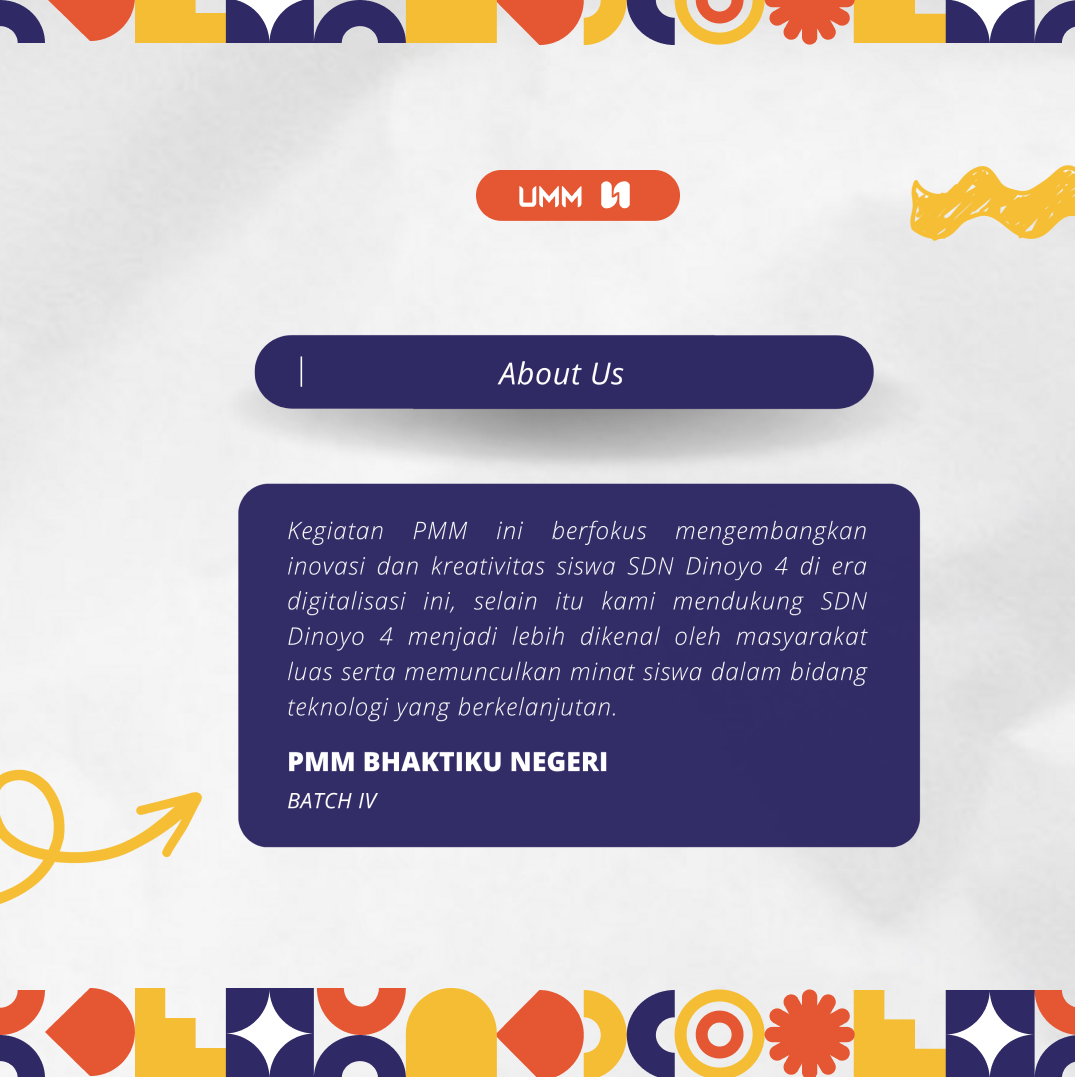 UMM
About Us
Kegiatan PMM ini berfokus mengembangkan
inovasi dan kreativitas siswa SDN Dinoyo 4 di era
digitalisasi ini, selain itu kami mendukung SDN
Dinoyo 4 menjadi lebih dikenal oleh masyarakat
luas serta memunculkan minat siswa dalam bidang
teknologi yang berkelanjutan.
PMM BHAKTIKU NEGERI
BATCH IV